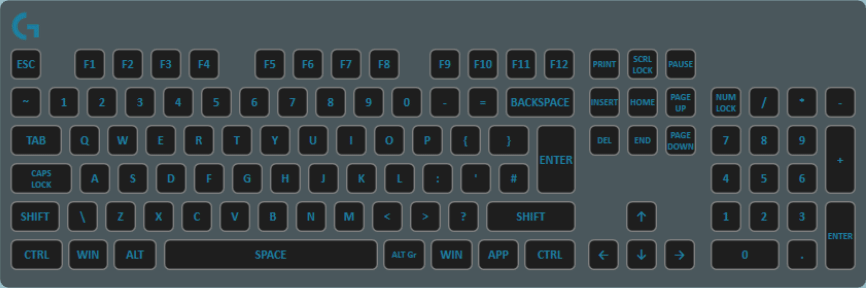 G
ESC F1 F2 F3 F4 F5 F6 F7 F8 F9 F10 F11 F12 PRINT SCRL LOCK PAUSE
~ 1 2 3 4 5 6 7 8 9 0 - = BACKSPACE INSERT HOME PAGE UP NUM LOCK / * -
TAB Q W E R T Y U I O P { } ENTER DEL END PAGE DOWN 7 8 9 +
CAPS LOCK A S D F G H J K L : ' # 4 5 6
SHIFT \ Z X C V B N M < > ? SHIFT ↑ 1 2 3 ENTER
CTRL WIN ALT SPACE ALT Gr WIN APP CTRL ← ↓ → 0 .